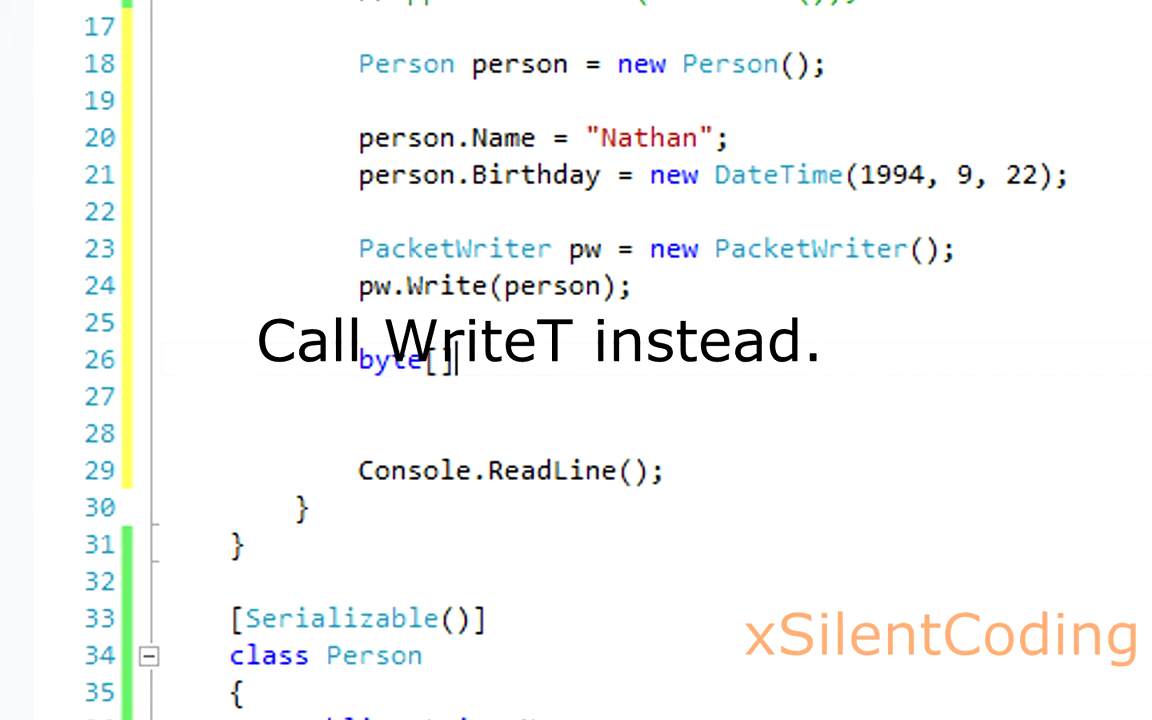 17
18 Person person = new Person();
19
20 person.Name = "Nathan";
21 person.Birthday = new DateTime(1994, 9, 22);
22
23 PacketWriter pw = new PacketWriter();
24 pw.Write(person);
25
Call WriteT instead.
26 byte[]
27
28
29 Console.ReadLine();
30 }
31 }
32
33 [Serializable()]
xSilentCoding
34 class Person
35 {